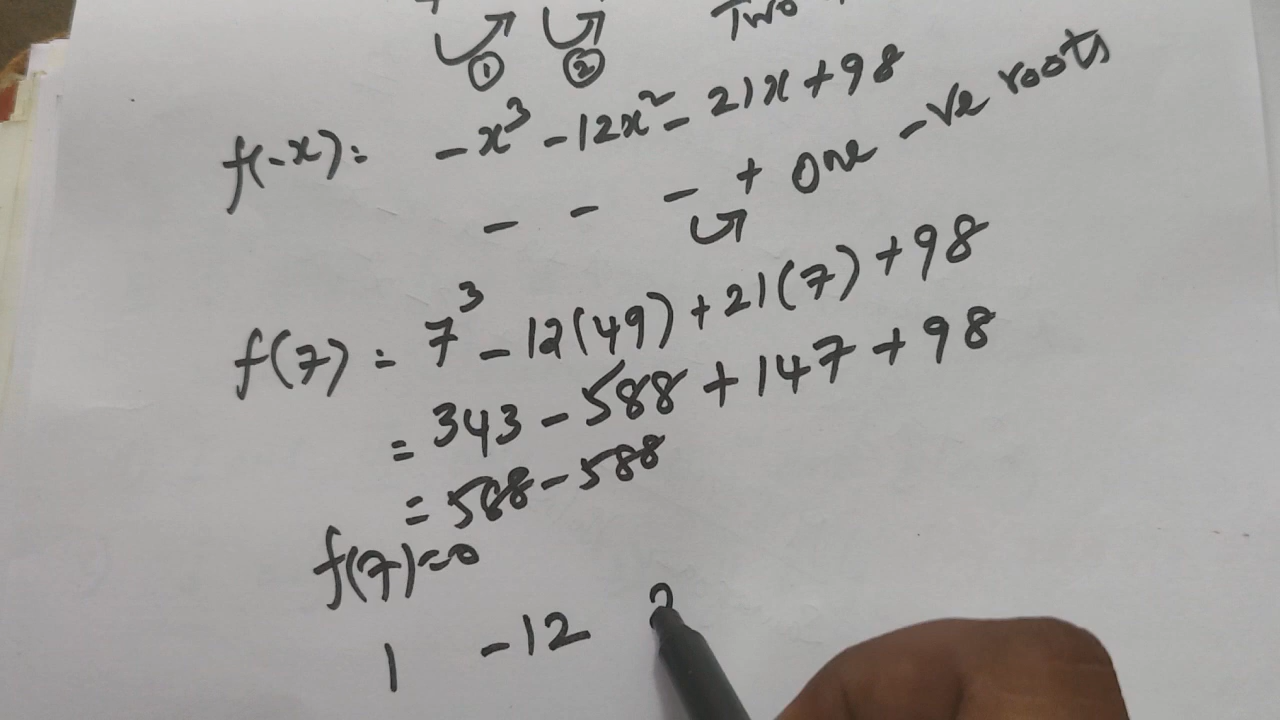 ① ② Two
f(-x) = -x³ - 12x² - 21x + 98
- - - + One -ve roots
f(7) = 7³ - 12(49) + 21(7) + 98
= 343 - 588 + 147 + 98
= 588 - 588
f(7) = 0
1 -12 2